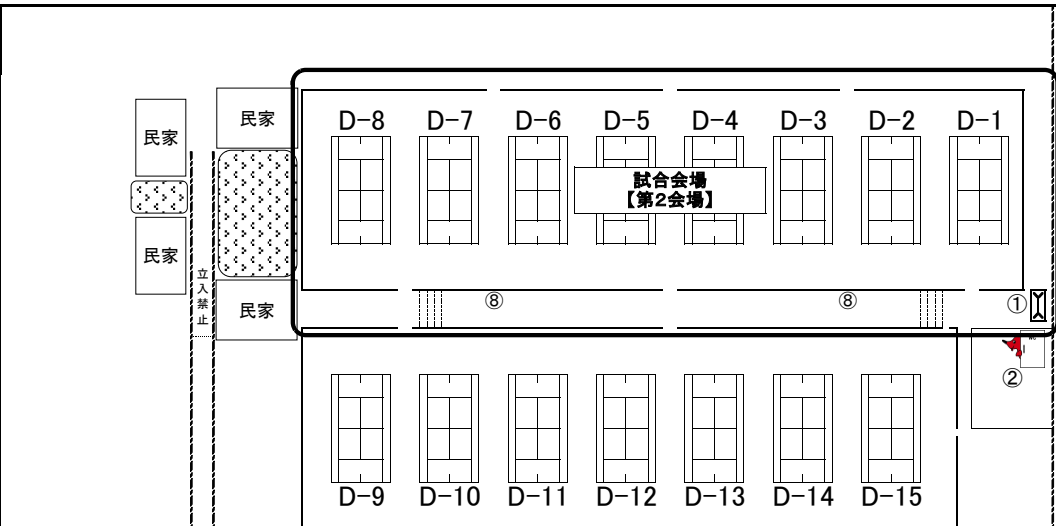 民家
民家
D-8 D-7 D-6 D-5 D-4 D-3 D-2 D-1
試合会場
【第2会場】
民家
立入禁止
民家
⑧ ⑧ ①
WC
②
D-9 D-10 D-11 D-12 D-13 D-14 D-15